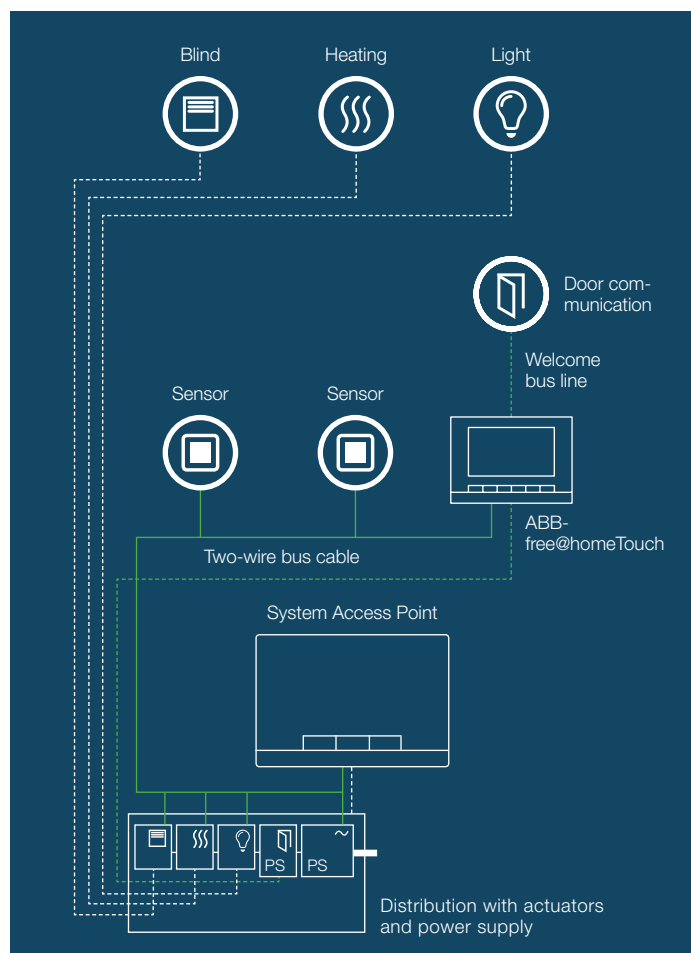 Blind
Heating
Light
Door com-
munication
Welcome
bus line
Sensor
Sensor
ABB-
free@homeTouch
Two-wire bus cable
System Access Point
PS
PS
Distribution with actuators
and power supply